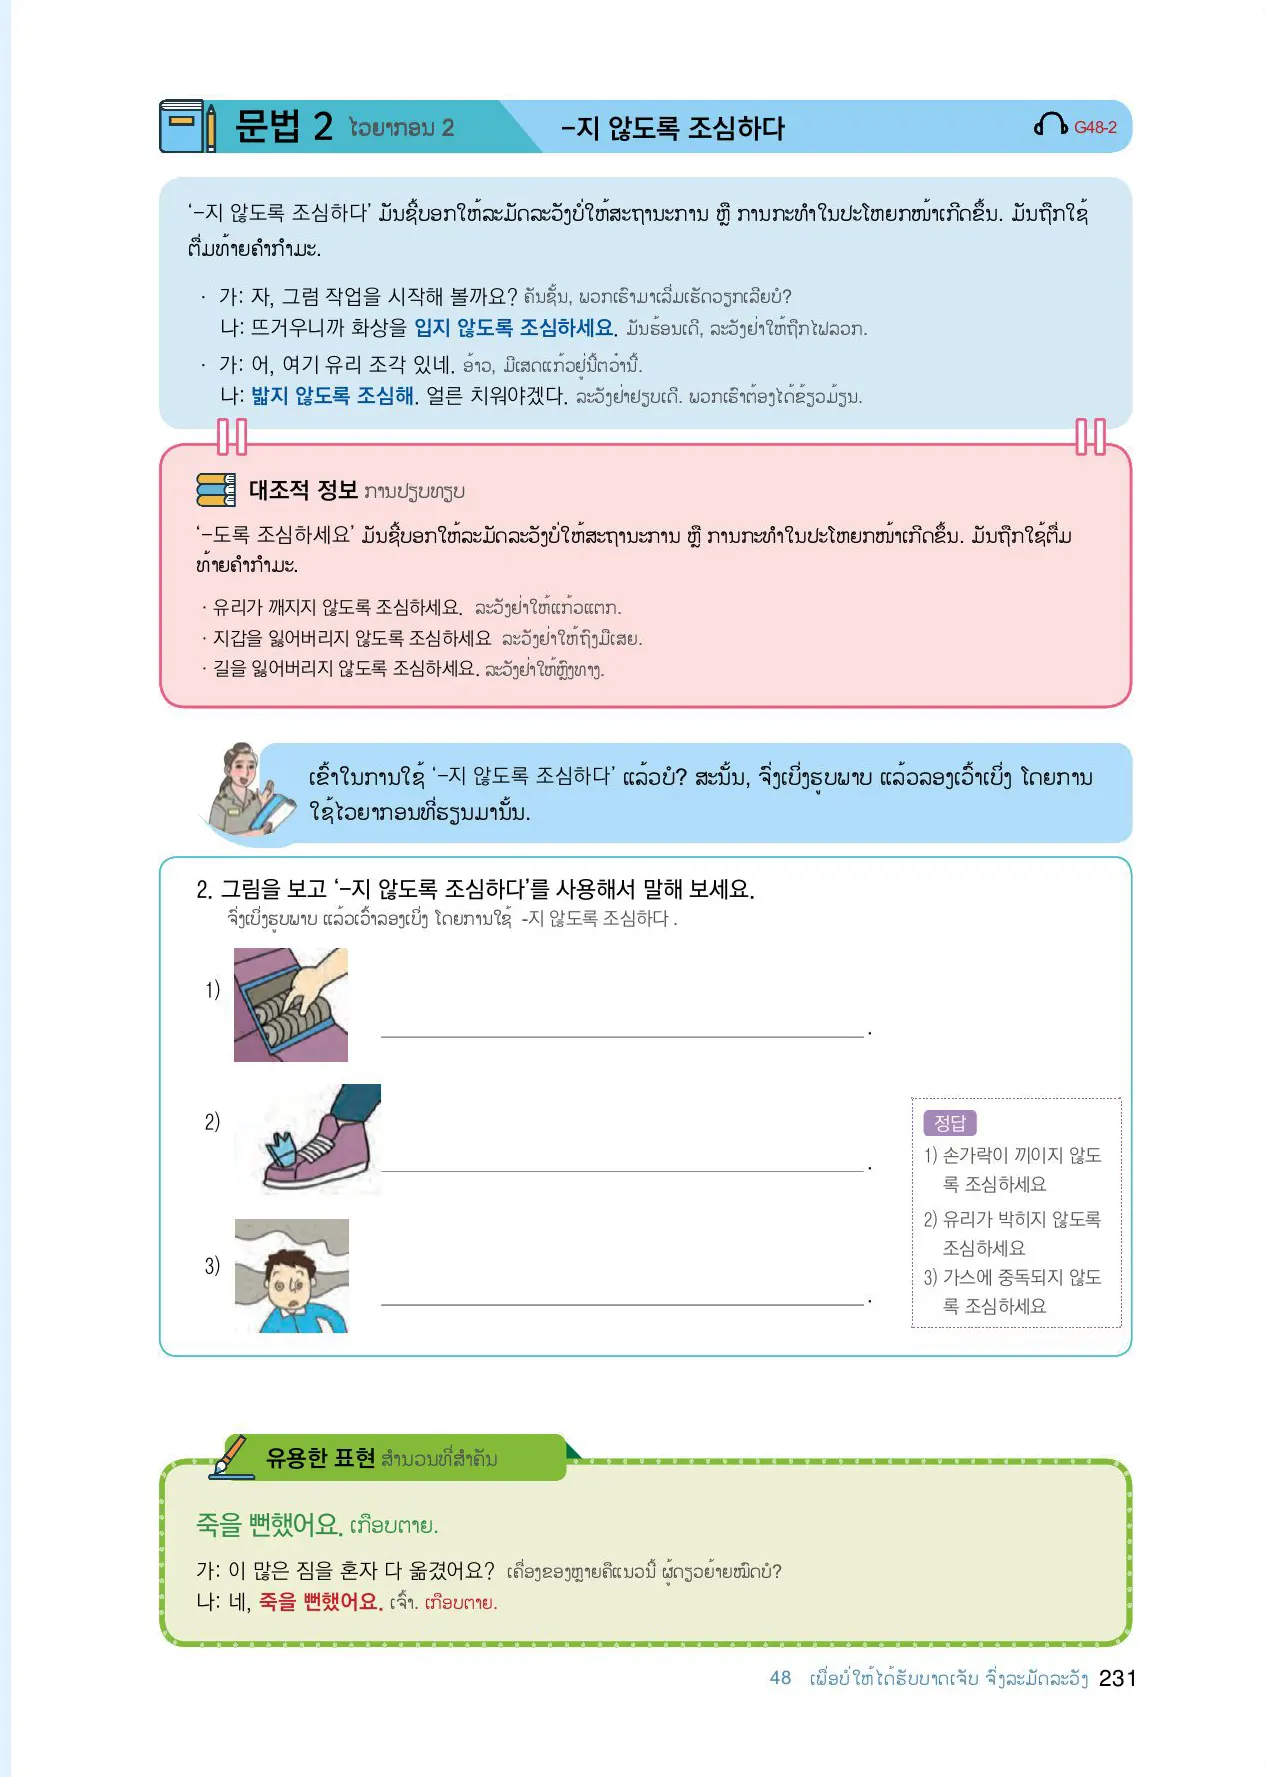 문법 2 ໄວຍາກອນ 2
-지 않도록 조심하다
G48-2
‘-지 않도록 조심하다’ ມັນຊີ້ບອກໃຫ້ລະມັດລະວັງບໍ່ໃຫ້ສະຖານະການ ຫຼື ການກະທຳໃນປະໂຫຍກໜ້າເກີດຂຶ້ນ. ມັນຖືກໃຊ້
ຕື່ມທ້າຍຄຳກຳມະ.
· 가: 자, 그럼 작업을 시작해 볼까요? ຄັນຊັ້ນ, ພວກເຮົາມາເລີ່ມເຮັດວຽກເລີຍບໍ?
나: 뜨거우니까 화상을 입지 않도록 조심하세요. ມັນຮ້ອນເດີ, ລະວັງຢ່າໃຫ້ຖືກໄຟລວກ.
· 가: 어, 여기 유리 조각 있네. ອ້າວ, ມີເສດແກ້ວຢູ່ນີ້ຕວ໋ານີ້.
나: 밟지 않도록 조심해. 얼른 치워야겠다. ລະວັງຢ່າຢຽບເດີ. ພວກເຮົາຕ້ອງໄດ້ຂ້ຽວມ້ຽນ.
대조적 정보 ການປຽບທຽບ
‘-도록 조심하세요’ ມັນຊີ້ບອກໃຫ້ລະມັດລະວັງບໍ່ໃຫ້ສະຖານະການ ຫຼື ການກະທຳໃນປະໂຫຍກໜ້າເກີດຂຶ້ນ. ມັນຖືກໃຊ້ຕື່ມ
ທ້າຍຄຳກຳມະ.
· 유리가 깨지지 않도록 조심하세요. ລະວັງຢ່າໃຫ້ແກ້ວແຕກ.
· 지갑을 잃어버리지 않도록 조심하세요 ລະວັງຢ່າໃຫ້ຖົງມືເສຍ.
· 길을 잃어버리지 않도록 조심하세요. ລະວັງຢ່າໃຫ້ຫຼົງທາງ.
ເຂົ້າໃນການໃຊ້ ‘-지 않도록 조심하다’ ແລ້ວບໍ? ສະນັ້ນ, ຈົ່ງເບິ່ງຮູບພາບ ແລ້ວລອງເວົ້າເບິ່ງ ໂດຍການ
ໃຊ້ໄວຍາກອນທີ່ຮຽນມານັ້ນ.
2. 그림을 보고 ‘-지 않도록 조심하다’를 사용해서 말해 보세요.
ຈົ່ງເບິ່ງຮູບພາບ ແລ້ວເວົ້າລອງເບິ່ງ ໂດຍການໃຊ້ -지 않도록 조심하다 .
1) .
2) .
3) .
정답
1) 손가락이 끼이지 않도
록 조심하세요
2) 유리가 박히지 않도록
조심하세요
3) 가스에 중독되지 않도
록 조심하세요
유용한 표현 ສຳນວນທີ່ສຳຄັນ
죽을 뻔했어요. ເກືອບຕາຍ.
가: 이 많은 짐을 혼자 다 옮겼어요? ເຄື່ອງຂອງຫຼາຍຄືແນວນີ້ ຜູ້ດຽວຍ້າຍໝົດບໍ?
나: 네, 죽을 뻔했어요. ເຈົ້າ. ເກືອບຕາຍ.
48 ເພື່ອບໍ່ໃຫ້ໄດ້ຮັບບາດເຈັບ ຈົ່ງລະມັດລະວັງ 231